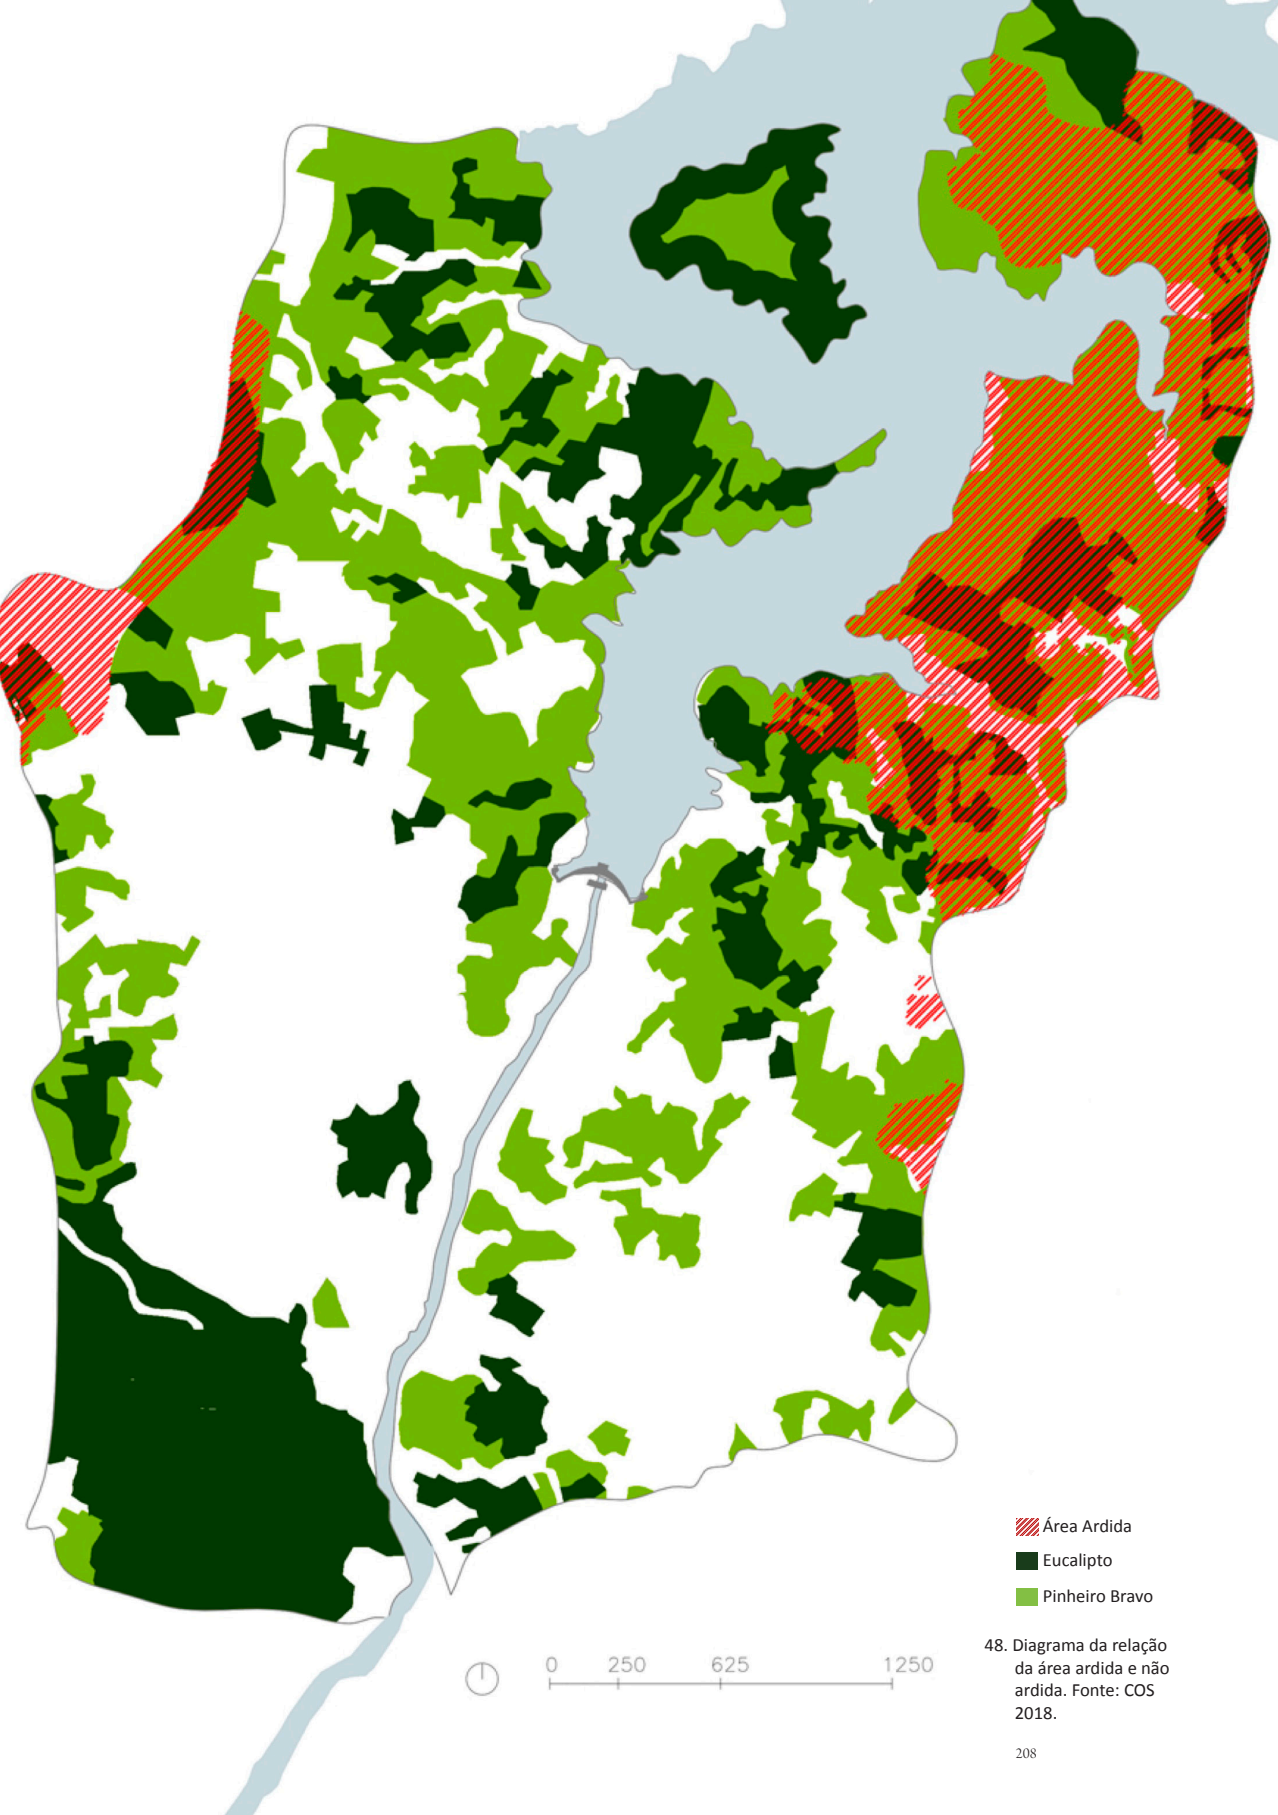 Área Ardida
Eucalipto
Pinheiro Bravo
48. Diagrama da relação
da área ardida e não
ardida. Fonte: COS
2018.
0 250 625 1250
208